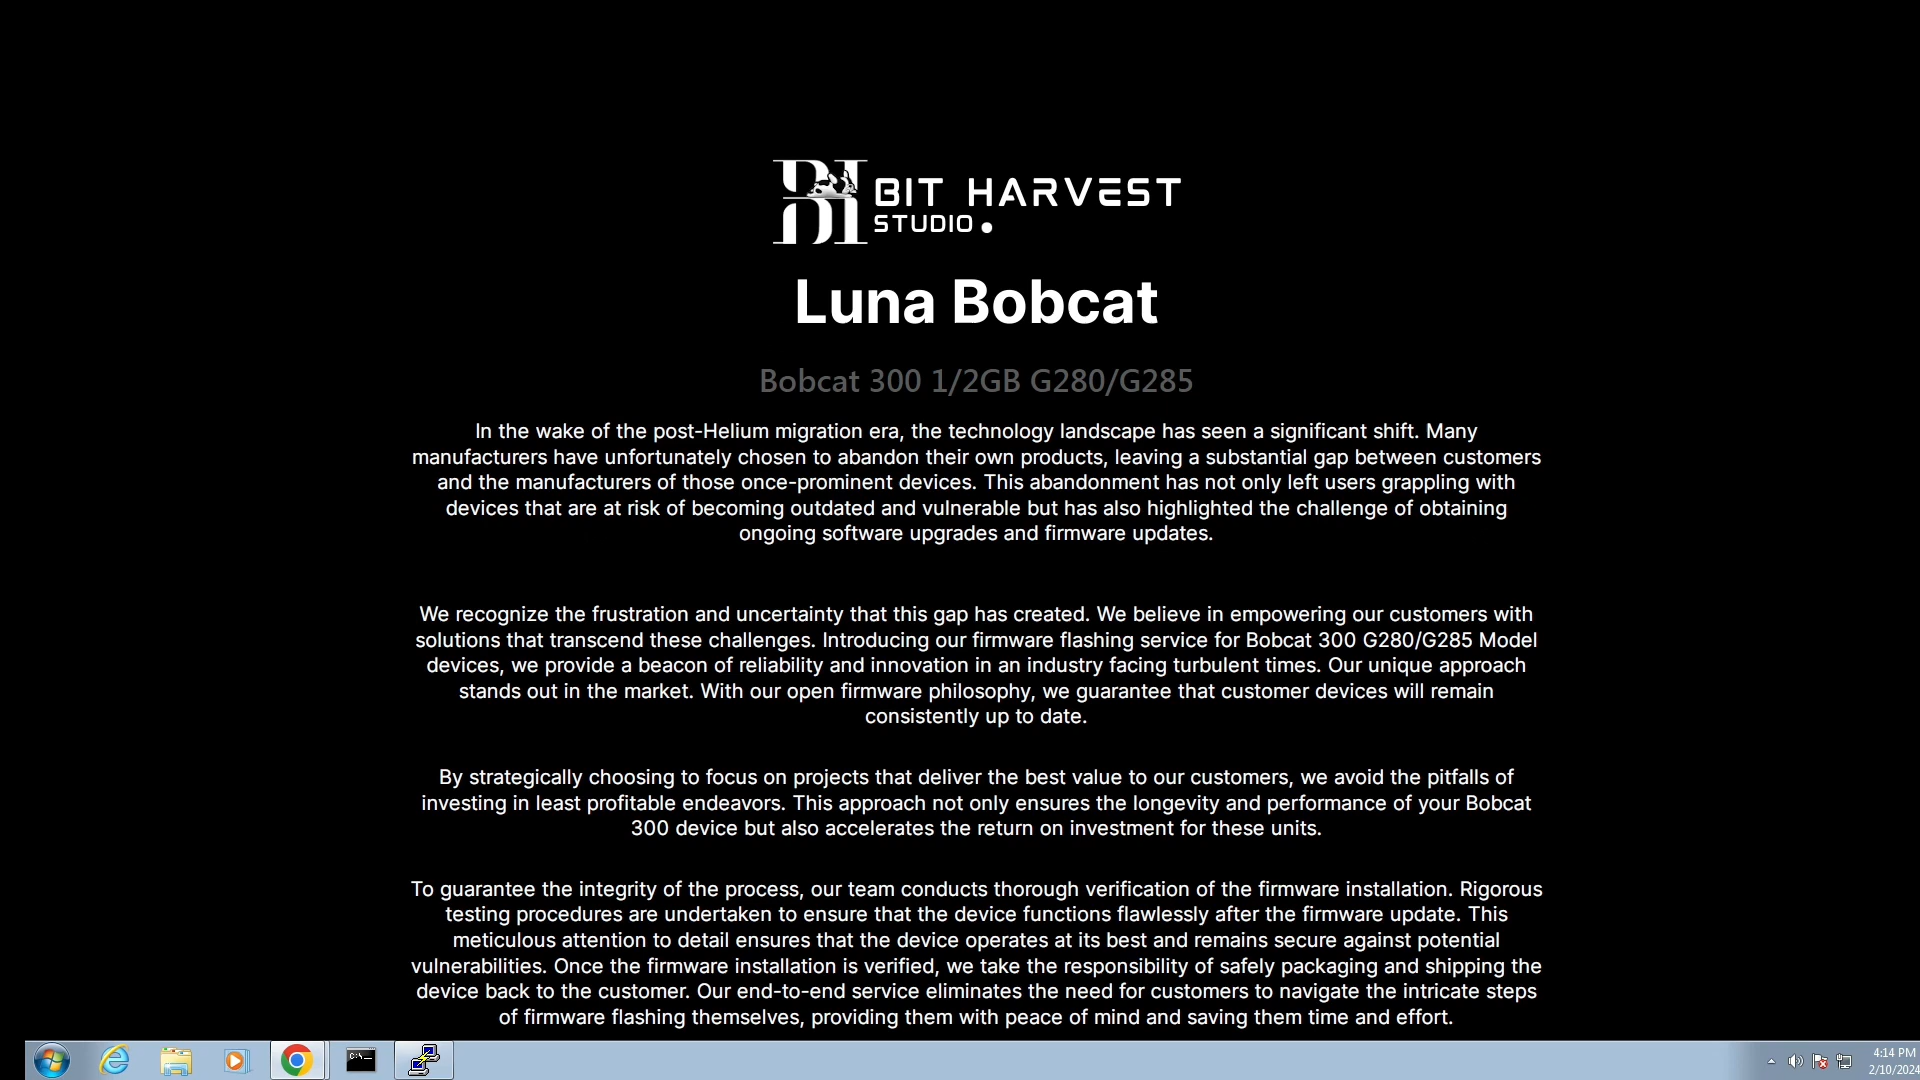 BIT HARVEST
STUDIO.
Luna Bobcat
Bobcat 300 1/2GB G280/G285
In the wake of the post-Helium migration era, the technology landscape has seen a significant shift. Many
manufacturers have unfortunately chosen to abandon their own products, leaving a substantial gap between customers
and the manufacturers of those once-prominent devices. This abandonment has not only left users grappling with
devices that are at risk of becoming outdated and vulnerable but has also highlighted the challenge of obtaining
ongoing software upgrades and firmware updates.
We recognize the frustration and uncertainty that this gap has created. We believe in empowering our customers with
solutions that transcend these challenges. Introducing our firmware flashing service for Bobcat 300 G280/G285 Model
devices, we provide a beacon of reliability and innovation in an industry facing turbulent times. Our unique approach
stands out in the market. With our open firmware philosophy, we guarantee that customer devices will remain
consistently up to date.
By strategically choosing to focus on projects that deliver the best value to our customers, we avoid the pitfalls of
investing in least profitable endeavors. This approach not only ensures the longevity and performance of your Bobcat
300 device but also accelerates the return on investment for these units.
To guarantee the integrity of the process, our team conducts thorough verification of the firmware installation. Rigorous
testing procedures are undertaken to ensure that the device functions flawlessly after the firmware update. This
meticulous attention to detail ensures that the device operates at its best and remains secure against potential
vulnerabilities. Once the firmware installation is verified, we take the responsibility of safely packaging and shipping the
device back to the customer. Our end-to-end service eliminates the need for customers to navigate the intricate steps
of firmware flashing themselves, providing them with peace of mind and saving them time and effort.
4:14 PM
2/10/2024